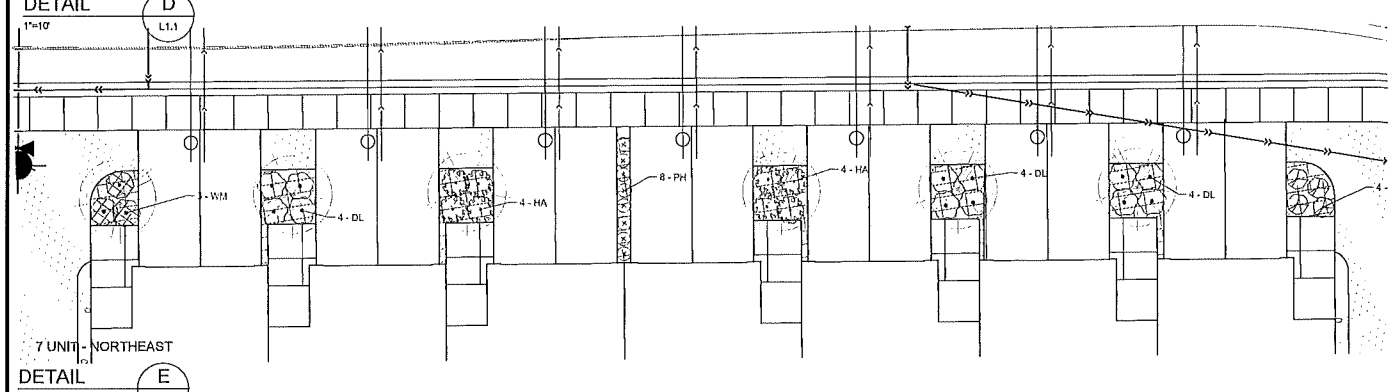 DETAIL D
1"=10' L1.1
3 - WM
4 - DL
4 - HA
8 - PH
4 - HA
4 - DL
4 - DL
4 -
7 UNIT - NORTHEAST
DETAIL E